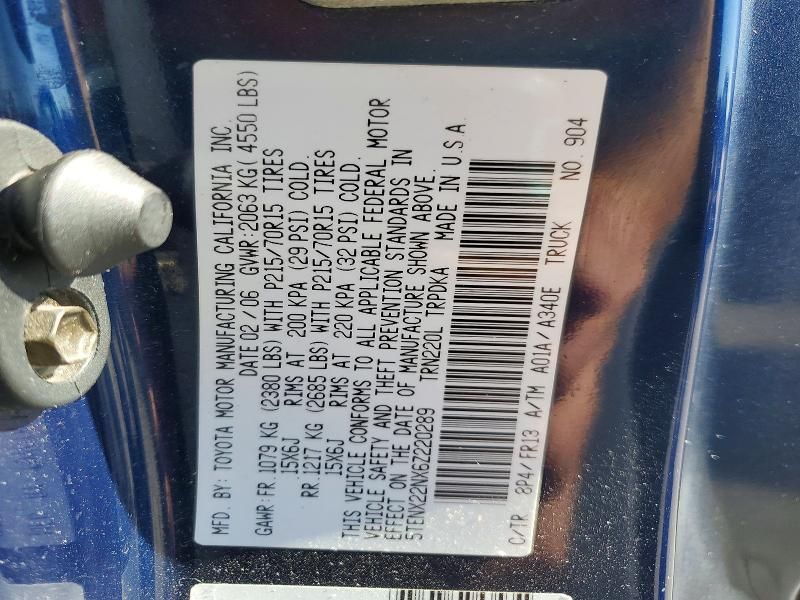 MFD. BY: TOYOTA MOTOR MANUFACTURING CALIFORNIA INC.
DATE 02 / 06 GVWR: 2063 KG( 4550 LBS)
GAWR: FR. 1079 KG (2380 LBS) WITH P215/70R15 TIRES
15X6J RIMS AT 200 KPA (29 PSI) COLD.
RR. 1217 KG (2685 LBS) WITH P215/70R15 TIRES
15X6J RIMS AT 220 KPA (32 PSI) COLD.
THIS VEHICLE CONFORMS TO ALL APPLICABLE FEDERAL MOTOR
VEHICLE SAFETY AND THEFT PREVENTION STANDARDS IN
EFFECT ON THE DATE OF MANUFACTURE SHOWN ABOVE.
5TENX22NX6Z220289 TRN220L TRPDKA MADE IN U.S.A.
C/TR 8P4/FR13 A/TM A01A/A340E TRUCK NO. 904